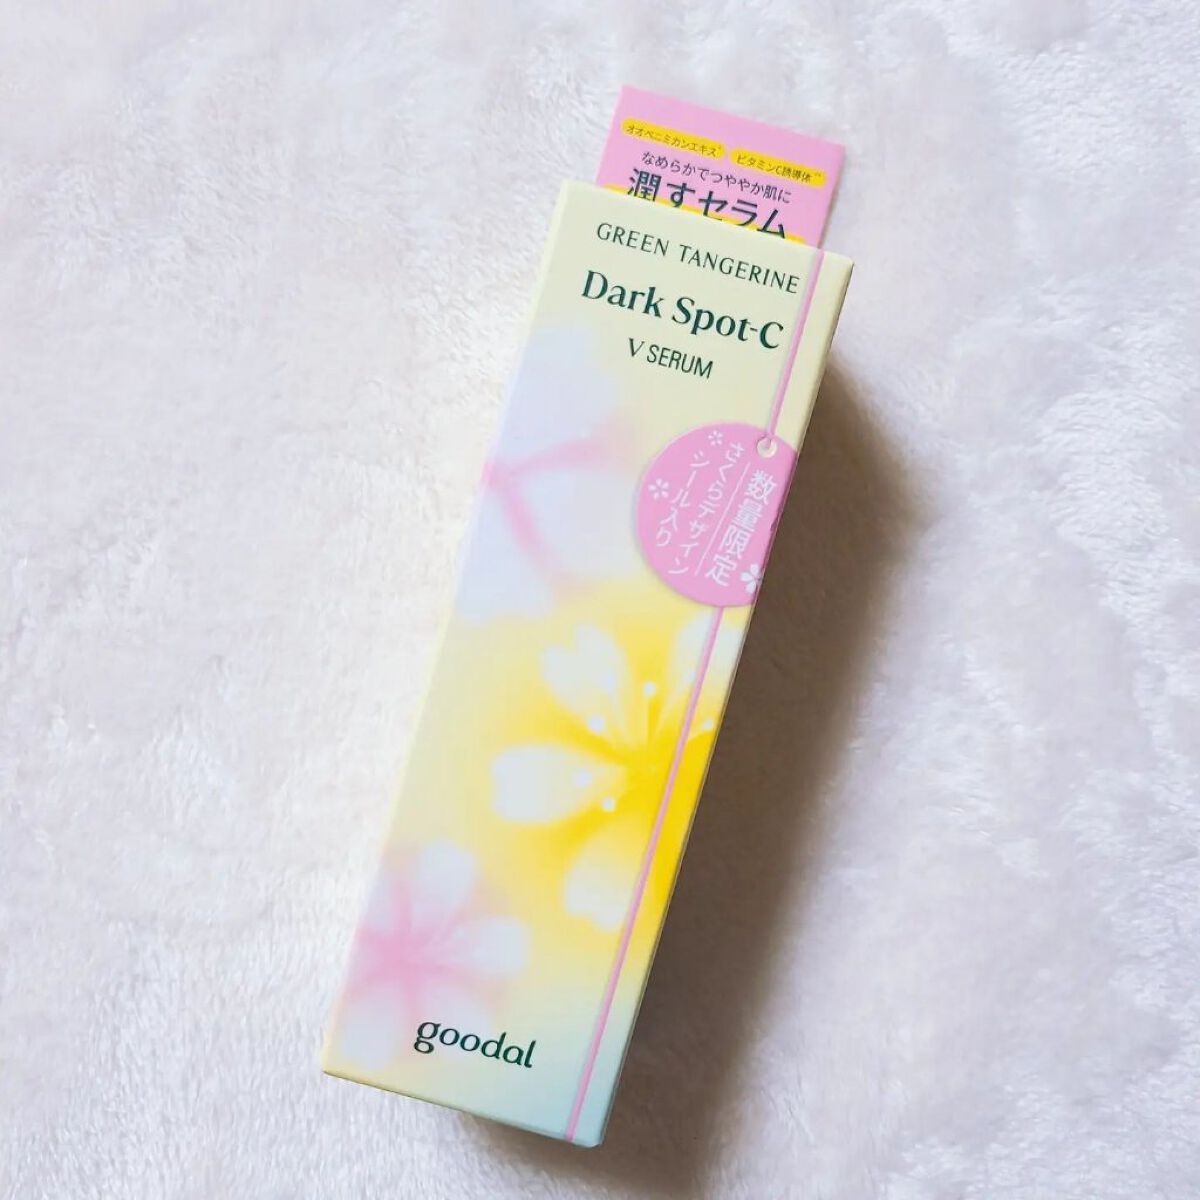 オオベニミカンエキス*
ビタミンC誘導体**
なめらかでつややか肌に
潤すセラム
GREEN TANGERINE
Dark Spot-C
V SERUM
数量限定
さくらデザイン
シール入り
goodal